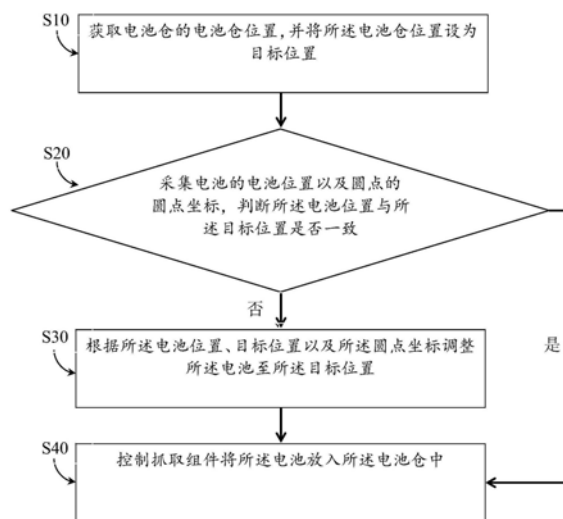 S10
获取电池仓的电池仓位置,并将所述电池仓位置设为
目标位置
S20
采集电池的电池位置以及圆点的
圆点坐标，判断所述电池位置与所
述目标位置是否一致
否
是
S30
根据所述电池位置、目标位置以及所述圆点坐标调整
所述电池至所述目标位置
S40
控制抓取组件将所述电池放入所述电池仓中